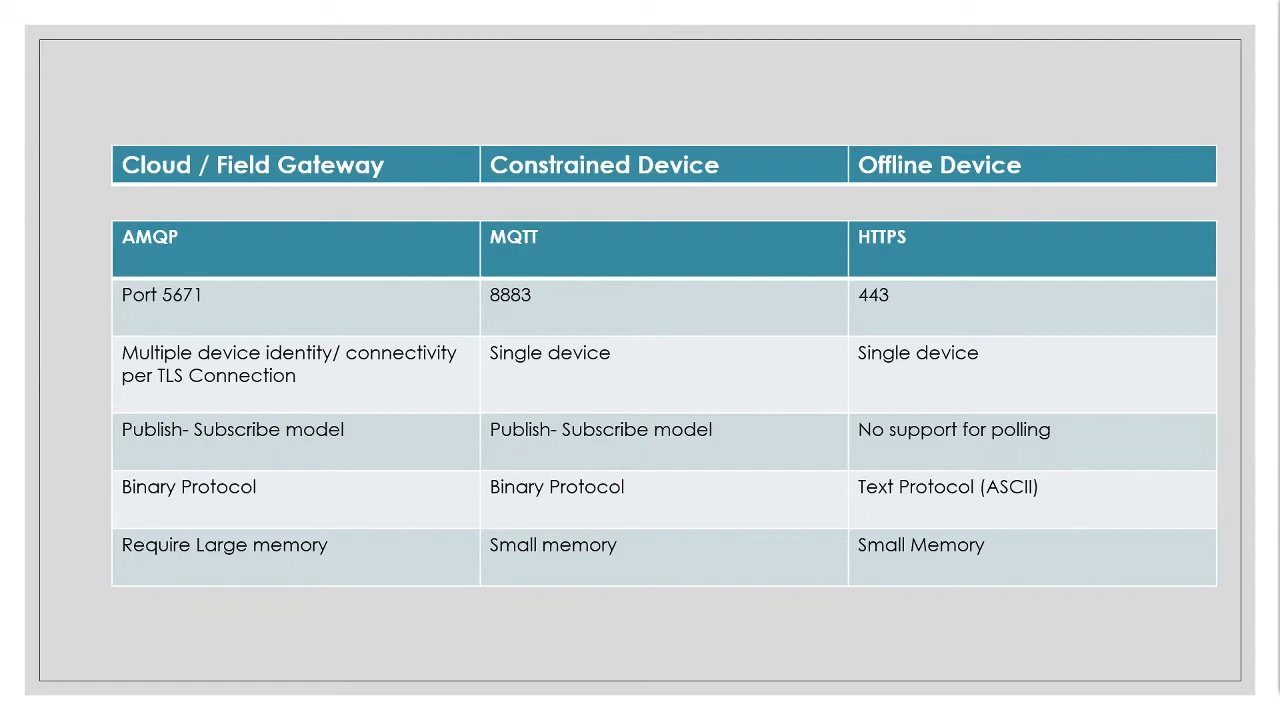 Cloud / Field Gateway
Constrained Device
Offline Device
AMQP
MQTT
HTTPS
Port 5671
8883
443
Multiple device identity/ connectivity
per TLS Connection
Single device
Single device
Publish- Subscribe model
Publish- Subscribe model
No support for polling
Binary Protocol
Binary Protocol
Text Protocol (ASCII)
Require Large memory
Small memory
Small Memory